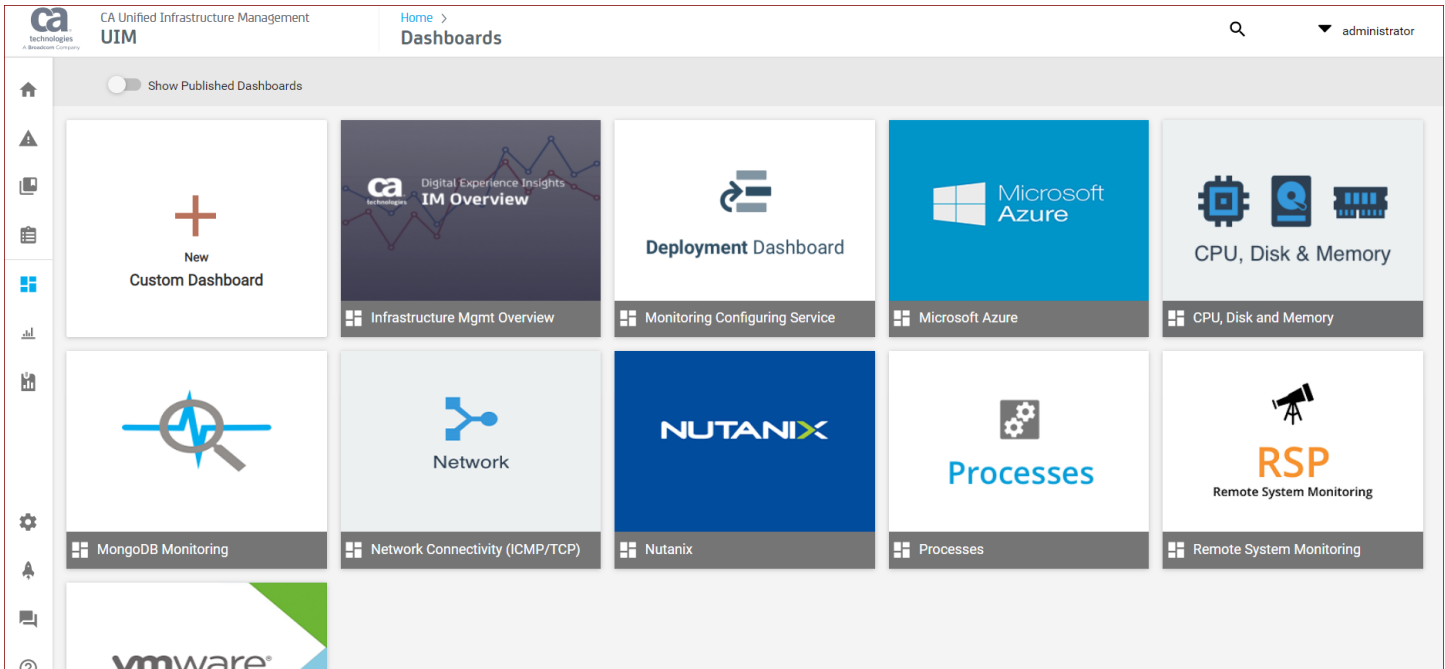 ca
technologies
A Broadcom Company
CA Unified Infrastructure Management
UIM
Home >
Dashboards
administrator
Show Published Dashboards
New
Custom Dashboard
ca
technologies
Digital Experience Insights
IM Overview
Infrastructure Mgmt Overview
Deployment Dashboard
Monitoring Configuring Service
Microsoft
Azure
Microsoft Azure
CPU, Disk & Memory
CPU, Disk and Memory
MongoDB Monitoring
Network
Network Connectivity (ICMP/TCP)
NUTANIX
Nutanix
Processes
Processes
RSP
Remote System Monitoring
Remote System Monitoring
vmware®